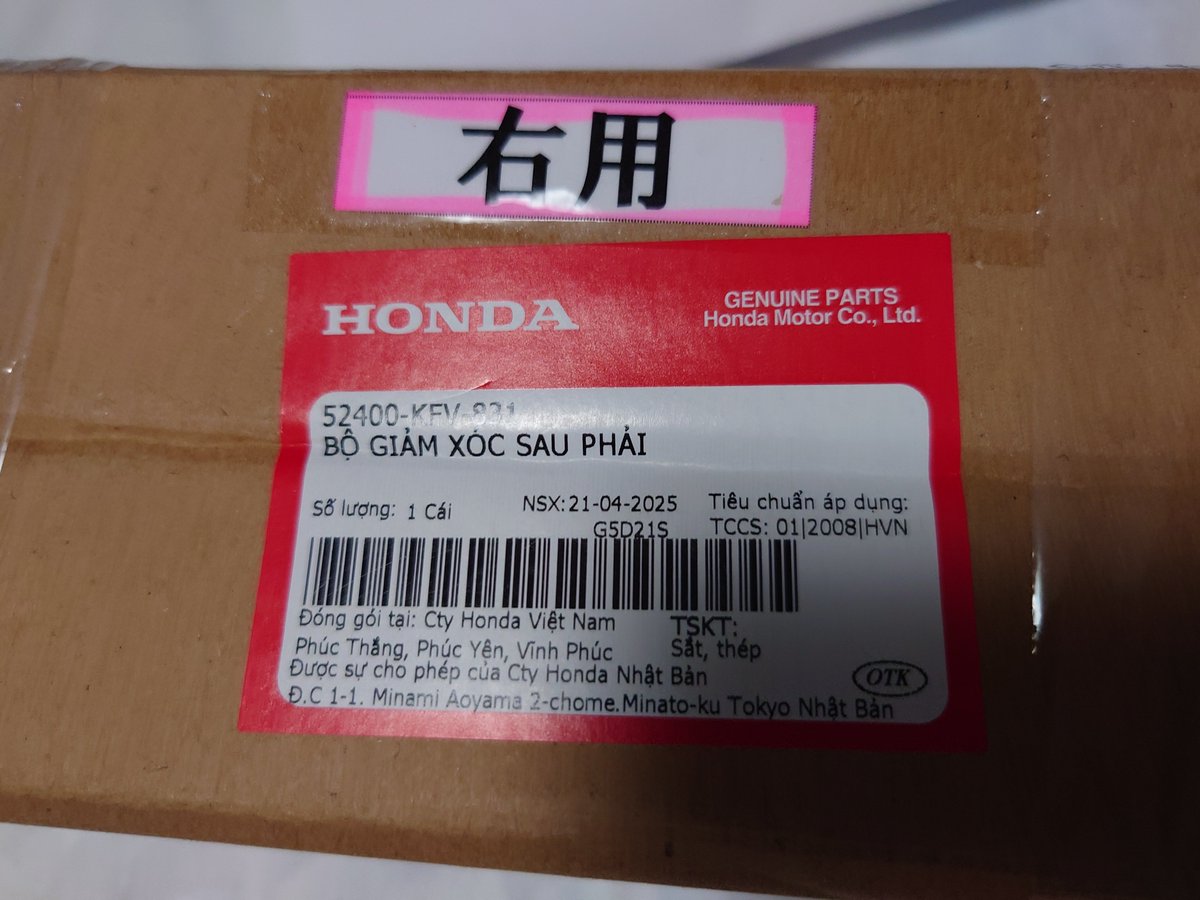 右用
HONDA
GENUINE PARTS
Honda Motor Co., Ltd.
52400-KFV-831
BỘ GIẢM XÓC SAU PHẢI
Số lượng: 1 Cái
NSX:21-04-2025
G5D21S
Tiêu chuẩn áp dụng:
TCCS: 01|2008|HVN
Đóng gói tại: Cty Honda Việt Nam
Phúc Thắng, Phúc Yên, Vĩnh Phúc
TSKT:
Sắt, thép
Được sự cho phép của Cty Honda Nhật Bản
Đ.C 1-1. Minami Aoyama 2-chome.Minato-ku Tokyo Nhật Bản
OTK